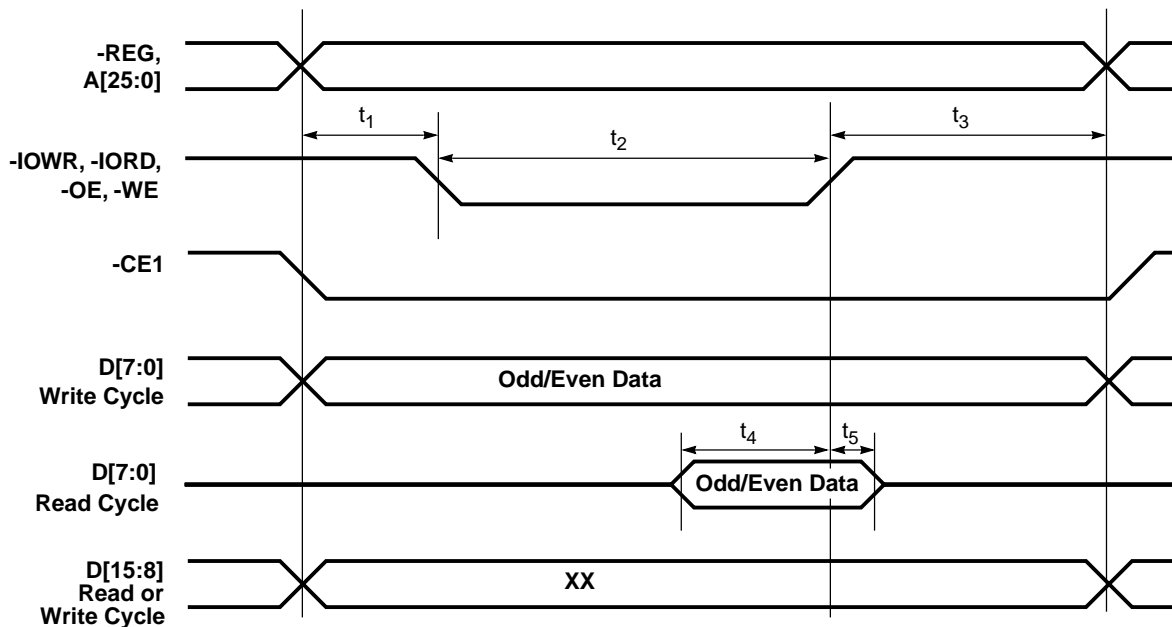 -REG,
A[25:0]
t1
t2
t3
-IOWR, -IORD,
-OE, -WE
-CE1
D[7:0]
Write Cycle
Odd/Even Data
t4
t5
D[7:0]
Read Cycle
Odd/Even Data
D[15:8]
Read or
Write Cycle
XX